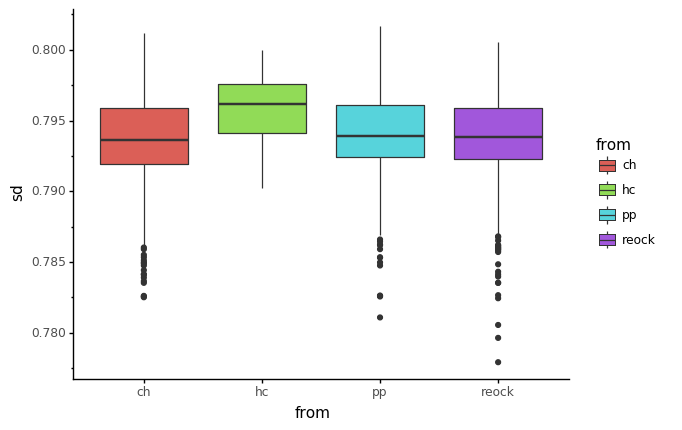 0.800
0.795
0.790
0.785
0.780
sd
ch
hc
pp
reock
from
from
ch
hc
pp
reock